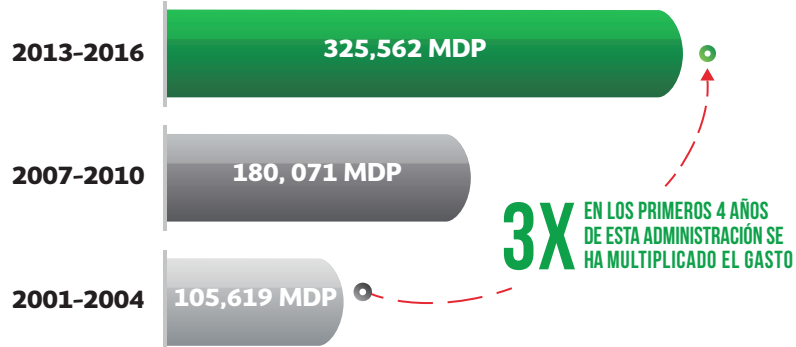 2013-2016 325,562 MDP
2007-2010 180, 071 MDP
3X EN LOS PRIMEROS 4 AÑOS
DE ESTA ADMINISTRACIÓN SE
HA MULTIPLICADO EL GASTO
2001-2004 105,619 MDP